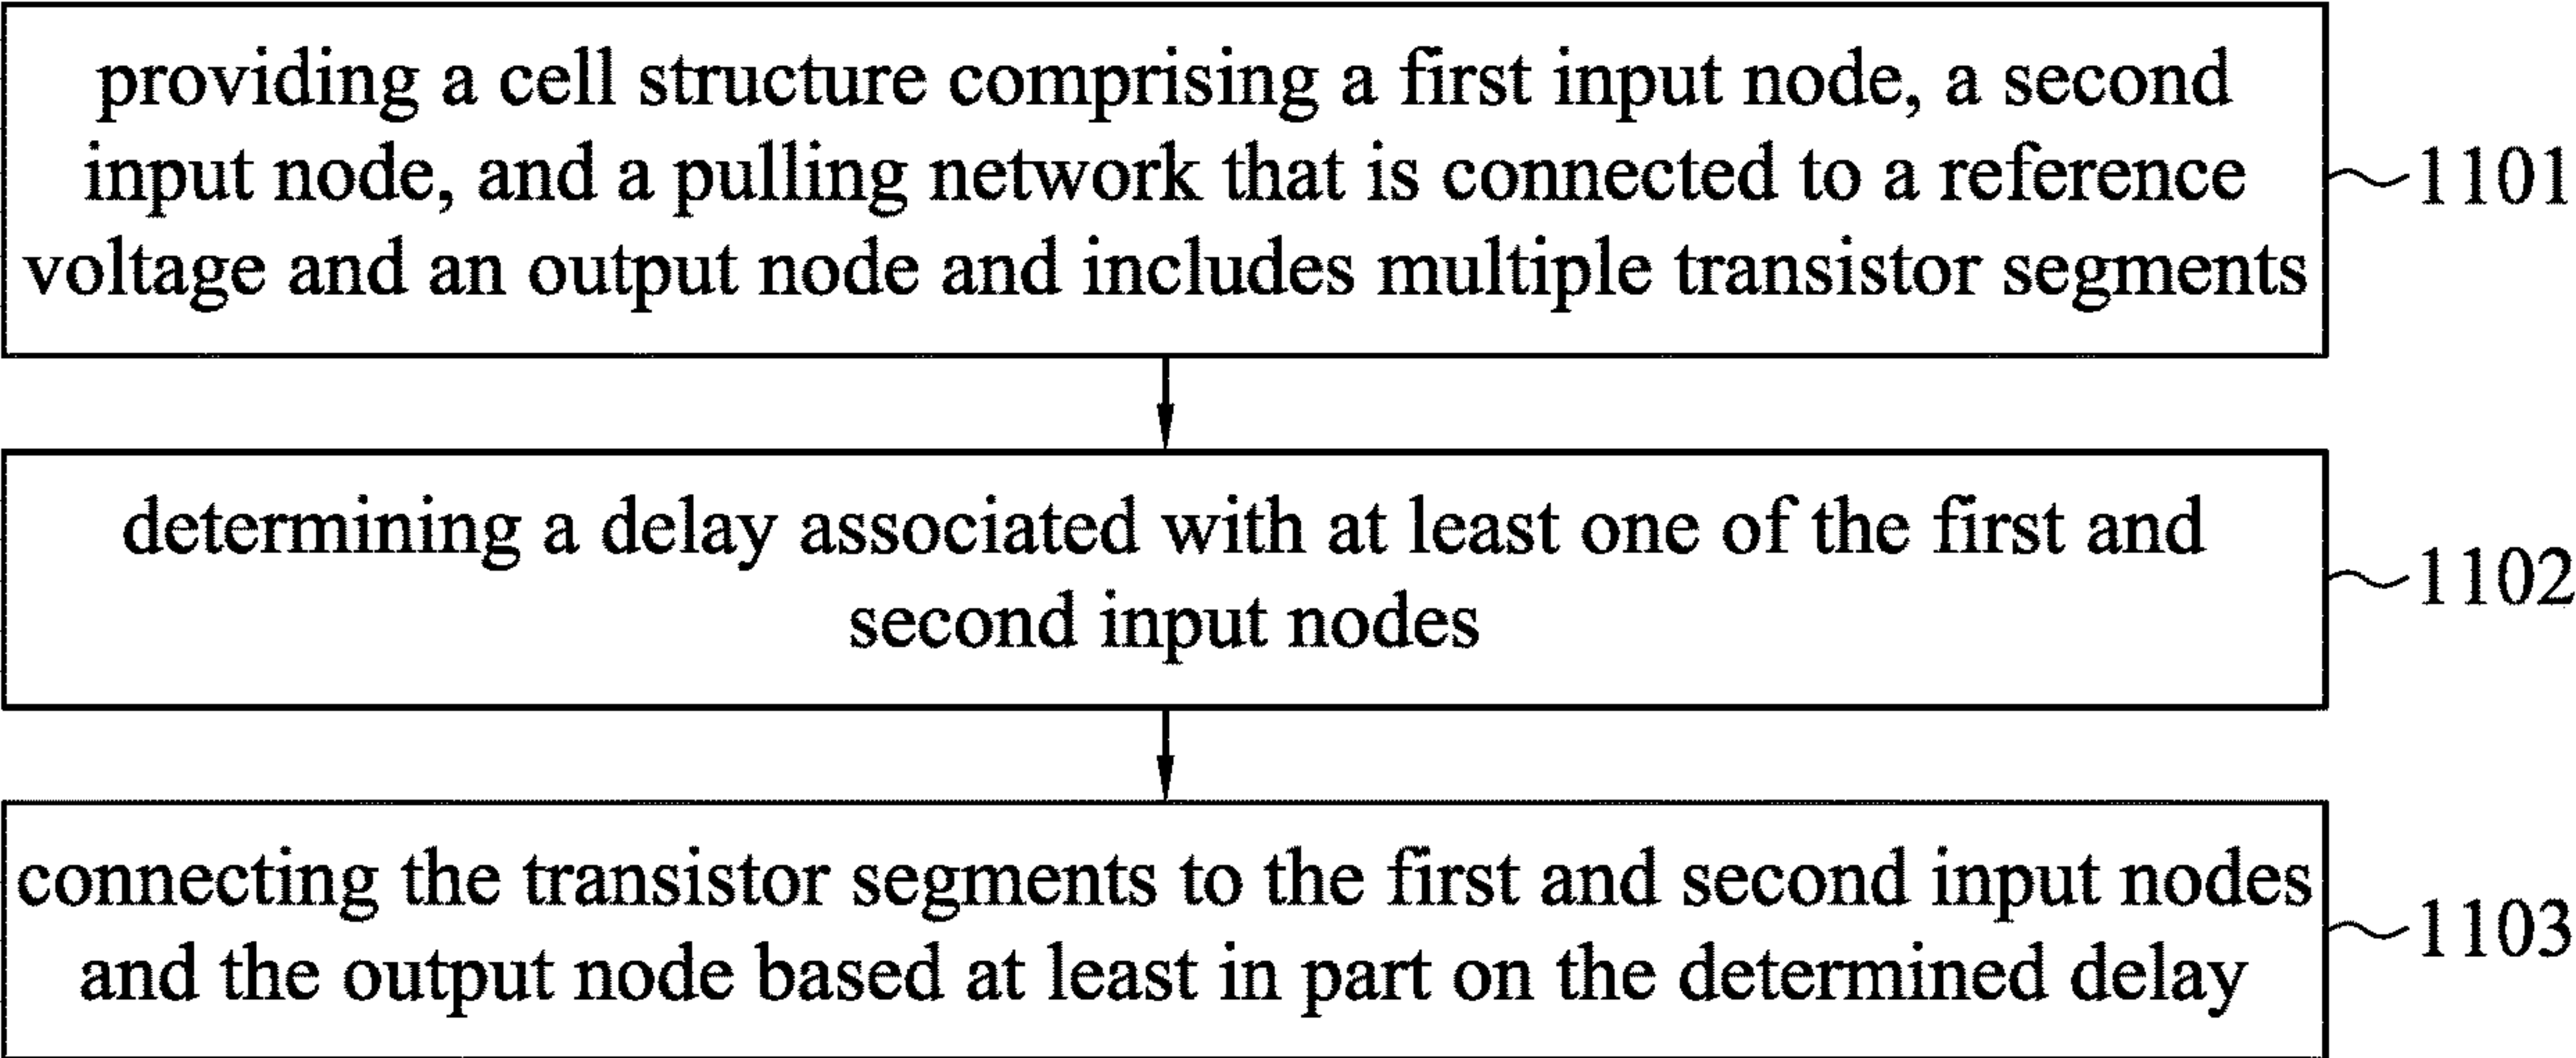 providing a cell structure comprising a first input node, a second
input node, and a pulling network that is connected to a reference
voltage and an output node and includes multiple transistor segments
1101
determining a delay associated with at least one of the first and
second input nodes
1102
connecting the transistor segments to the first and second input nodes
and the output node based at least in part on the determined delay
1103